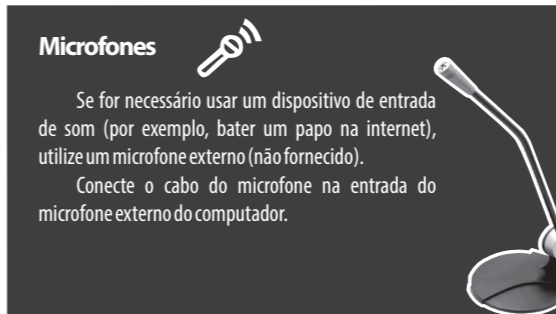 Microfones
Se for necessário usar um dispositivo de entrada
de som (por exemplo, bater um papo na internet),
utilize um microfone externo (não fornecido).
Conecte o cabo do microfone na entrada do
microfone externo do computador.